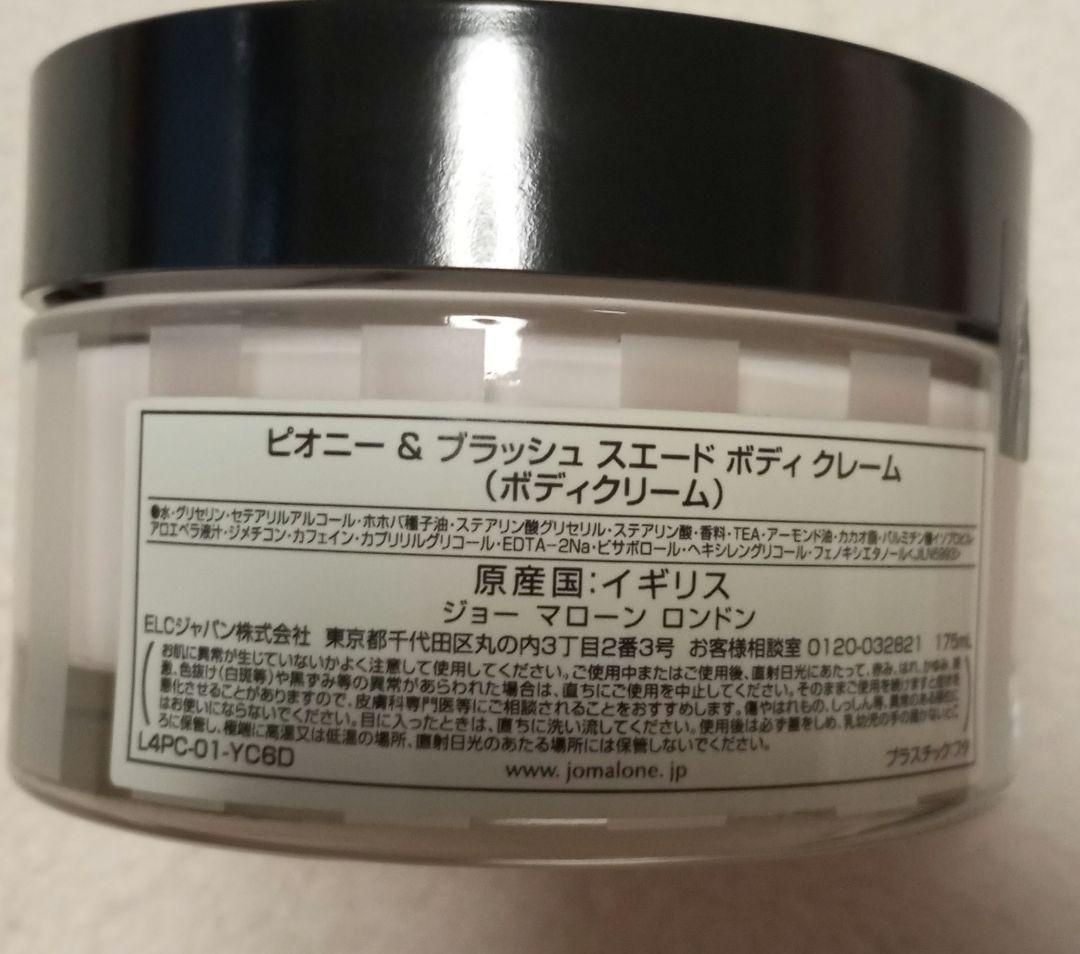 ピオニー & ブラッシュ スエード ボディ クレーム
（ボディクリーム）
●水・グリセリン・セテアリルアルコール・ホホバ種子油・ステアリン酸グリセリル・ステアリン酸・香料・TEA・アーモンド油・カカオ脂・パルミチン酸イソプロピル・
アロエベラ液汁・ジメチコン・カフェイン・カプリリルグリコール・EDTA-2Na・ビサボロール・ヘキシレングリコール・フェノキシエタノール<ILN5993>
原産国：イギリス
ジョー マローン ロンドン
ELCジャパン株式会社 東京都千代田区丸の内3丁目2番3号 お客様相談室 0120-032821 175mL
お肌に異常が生じていないかよく注意して使用してください。ご使用中またはご使用後、直射日光にあたって、赤み、はれ、かゆみ、刺
激、色抜け(白斑等)や黒ずみ等の異常があらわれた場合は、直ちにご使用を中止してください。そのままご使用を続けますと症状を
悪化させることがありますので、皮膚科専門医等にご相談されることをおすすめします。傷やはれもの、しっしん等、異常のある部位に
はお使いにならないでください。目に入ったときは、直ちに洗い流してください。使用後は必ず蓋をしめ、乳幼児の手の届かないとこ
ろに保管し、極端に高温又は低温の場所、直射日光のあたる場所には保管しないでください。
L4PC-01-YC6D
www. jomalone. jp
プラスチック フタ